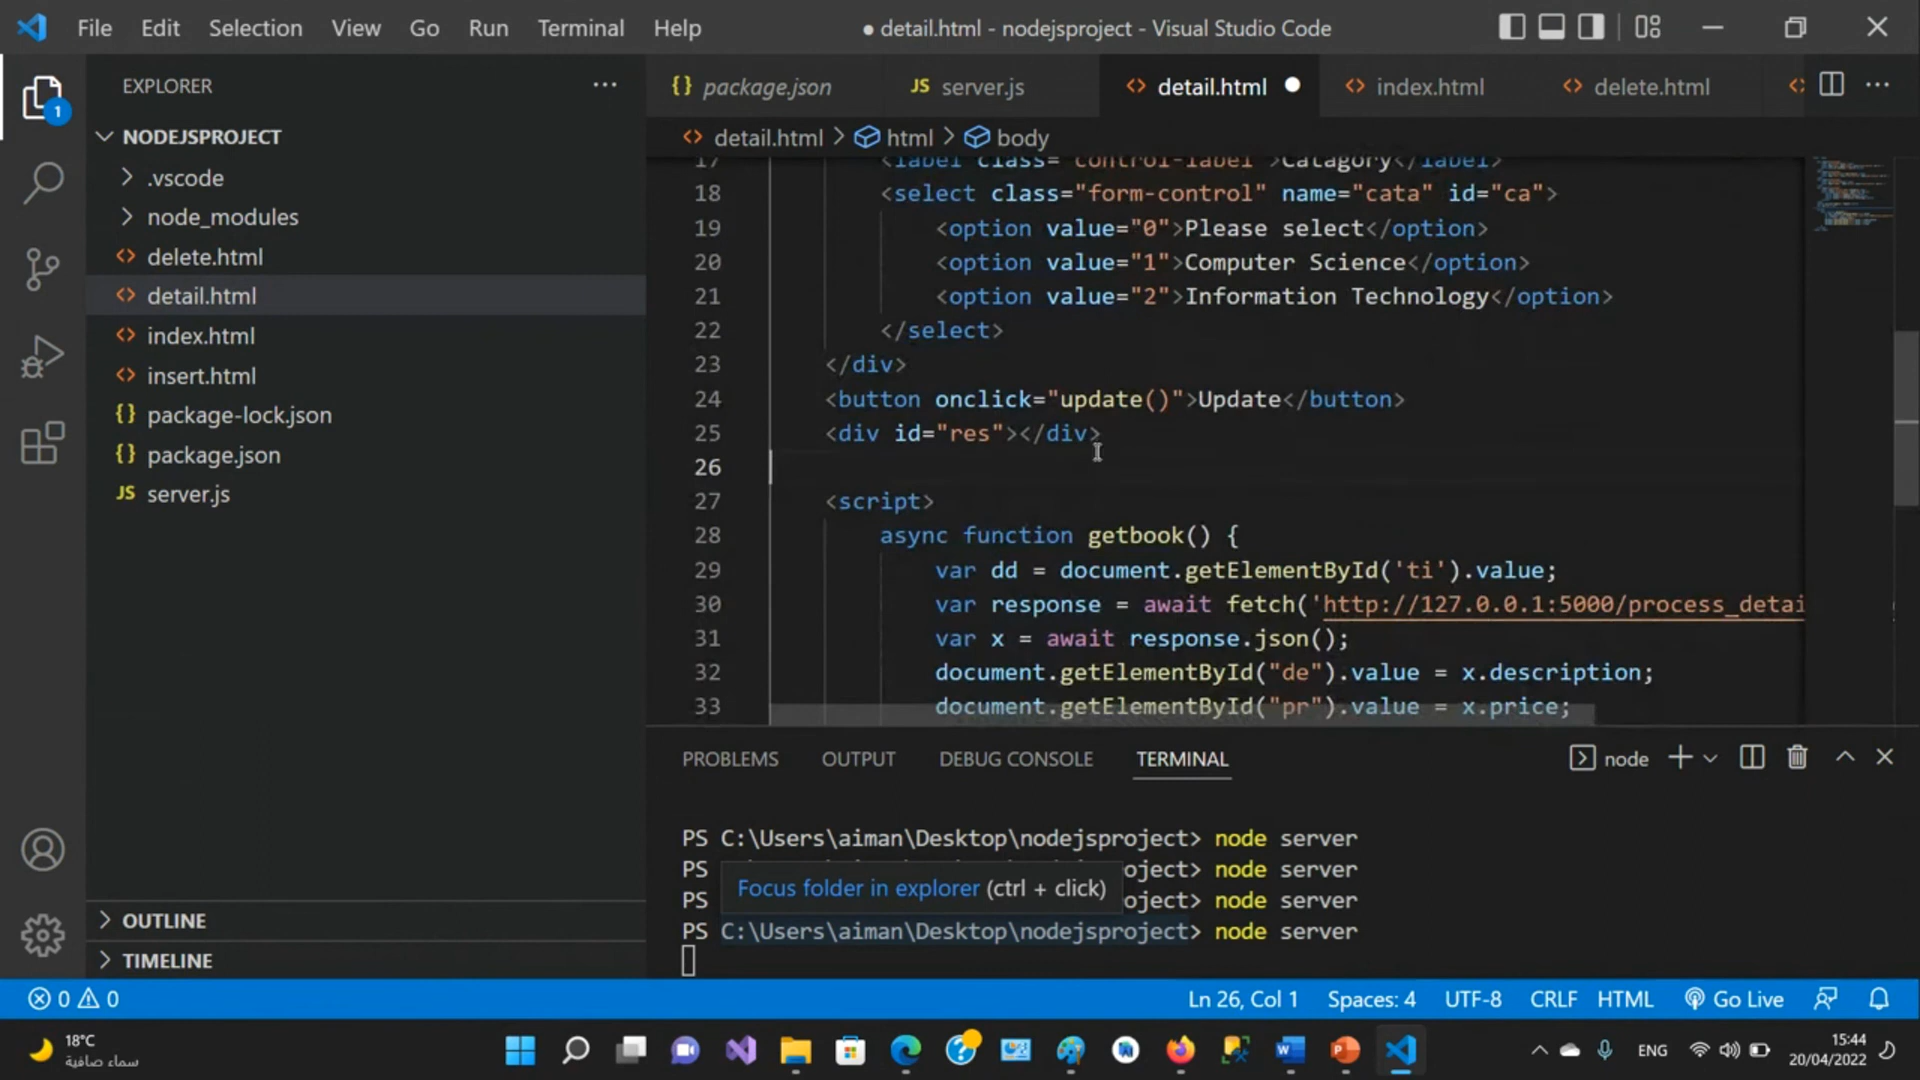 File Edit Selection View Go Run Terminal Help
● detail.html - nodejsproject - Visual Studio Code
EXPLORER
1
NODEJSPROJECT
.vscode
node_modules
delete.html
detail.html
index.html
insert.html
package-lock.json
package.json
server.js
OUTLINE
TIMELINE
package.json
server.js
detail.html
index.html
delete.html
detail.html > html > body
17 <label class="control-label">Catagory</label>
18 <select class="form-control" name="cata" id="ca">
19 <option value="0">Please select</option>
20 <option value="1">Computer Science</option>
21 <option value="2">Information Technology</option>
22 </select>
23 </div>
24 <button onclick="update()">Update</button>
25 <div id="res"></div>
26
27 <script>
28 async function getbook() {
29 var dd = document.getElementById('ti').value;
30 var response = await fetch('http://127.0.0.1:5000/process_detai
31 var x = await response.json();
32 document.getElementById("de").value = x.description;
33 document.getElementById("pr").value = x.price;
PROBLEMS OUTPUT DEBUG CONSOLE TERMINAL
node
PS C:\Users\aiman\Desktop\nodejsproject> node server
PS oject> node server
Focus folder in explorer (ctrl + click)
PS oject> node server
PS C:\Users\aiman\Desktop\nodejsproject> node server
0 0
Ln 26, Col 1 Spaces: 4 UTF-8 CRLF HTML Go Live
18°C
سماء صافية
ENG
15:44
20/04/2022